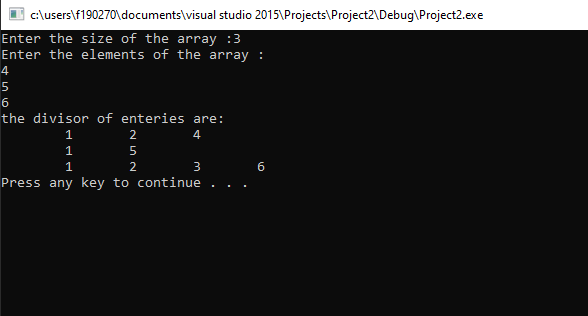 c:\users\f190270\documents\visual studio 2015\Projects\Project2\Debug\Project2.exe
Enter the size of the array :3
Enter the elements of the array :
4
5
6
the divisor of enteries are:
1 2 4
1 5
1 2 3 6
Press any key to continue . . .